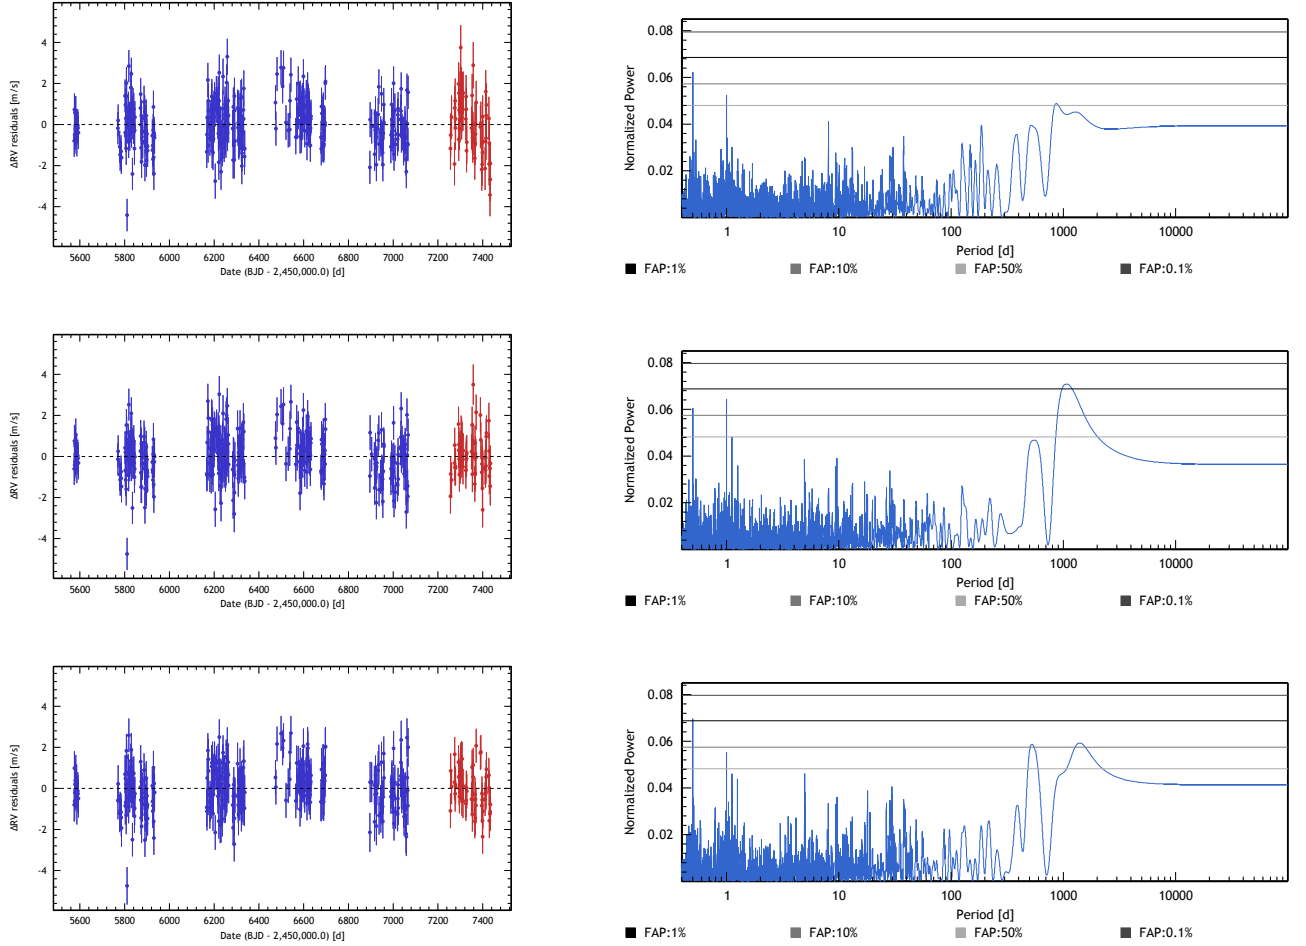 4
2
0
-2
-4
ΔRV residuals [m/s]
5600 5800 6000 6200 6400 6600 6800 7000 7200 7400
Date (BJD - 2,450,000.0) [d]
0.08
0.06
0.04
0.02
Normalized Power
1 10 100 1000 10000
Period [d]
FAP:1% FAP:10% FAP:50% FAP:0.1%
4
2
0
-2
-4
ΔRV residuals [m/s]
5600 5800 6000 6200 6400 6600 6800 7000 7200 7400
Date (BJD - 2,450,000.0) [d]
0.08
0.06
0.04
0.02
Normalized Power
1 10 100 1000 10000
Period [d]
FAP:1% FAP:10% FAP:50% FAP:0.1%
4
2
0
-2
-4
ΔRV residuals [m/s]
5600 5800 6000 6200 6400 6600 6800 7000 7200 7400
Date (BJD - 2,450,000.0) [d]
0.08
0.06
0.04
0.02
Normalized Power
1 10 100 1000 10000
Period [d]
FAP:1% FAP:10% FAP:50% FAP:0.1%